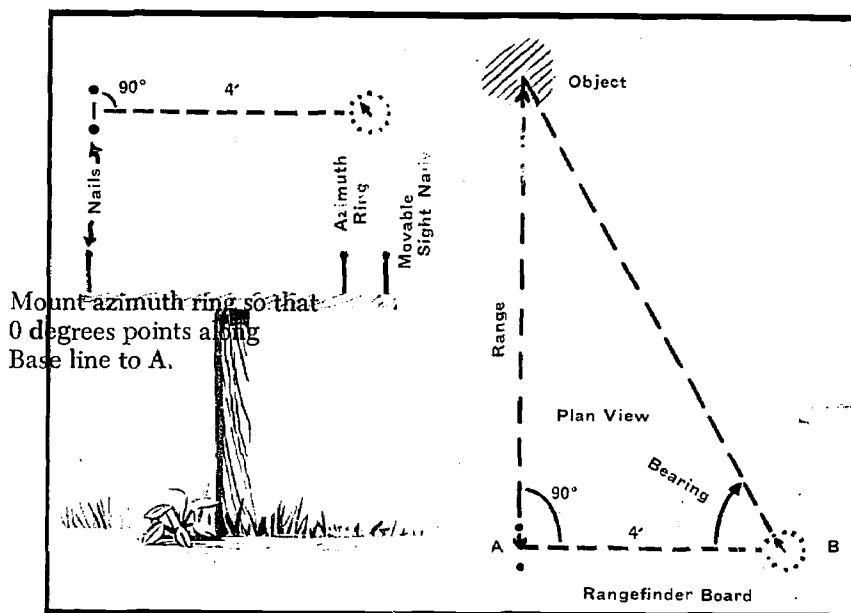 90°
4'
Nails
Azimuth
Ring
Movable
Sight
Mount azimuth ring so that
0 degrees points along
Base line to A.
Object
Range
Plan View
Bearing
90°
A
4'
B
Rangefinder Board